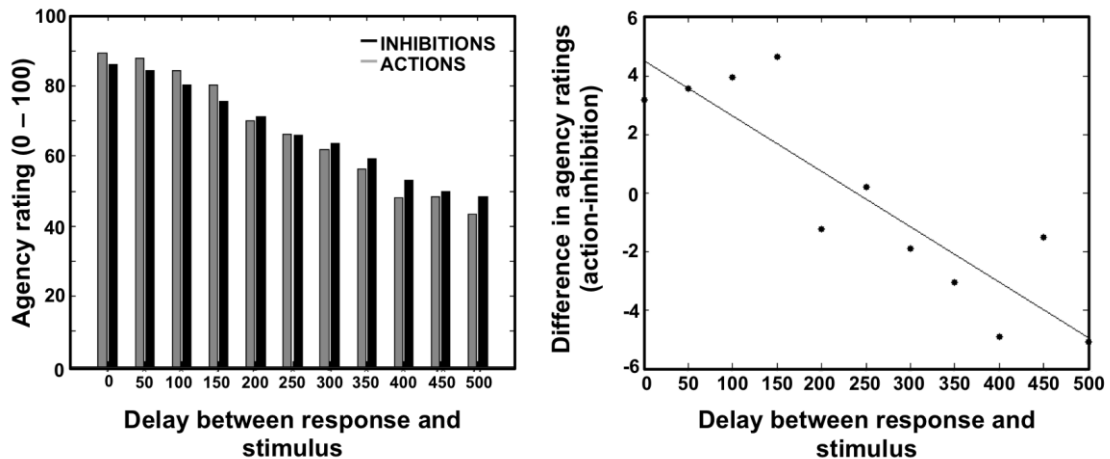 Agency rating (0 – 100)
100
80
60
40
20
0
INHIBITIONS
ACTIONS
0 50 100 150 200 250 300 350 400 450 500
Delay between response and
stimulus
Difference in agency ratings
(action-inhibition)
6
4
2
0
-2
-4
-6
0 50 100 150 200 250 300 350 400 450 500
Delay between response and
stimulus